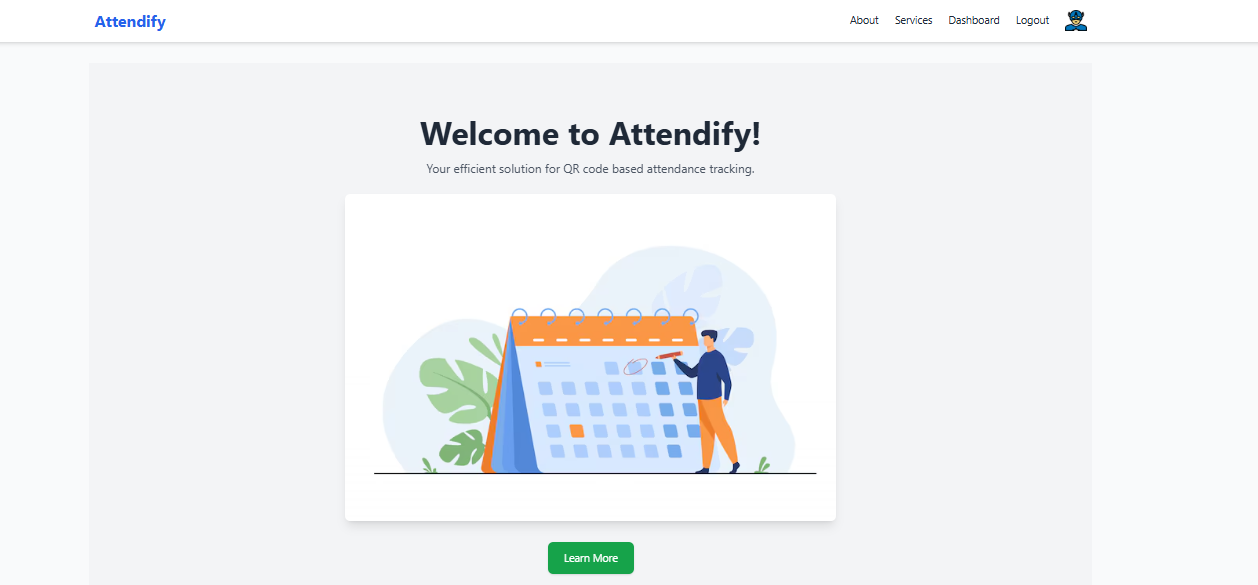 Attendify
About
Services
Dashboard
Logout
Welcome to Attendify!
Your efficient solution for QR code based attendance tracking.
Learn More